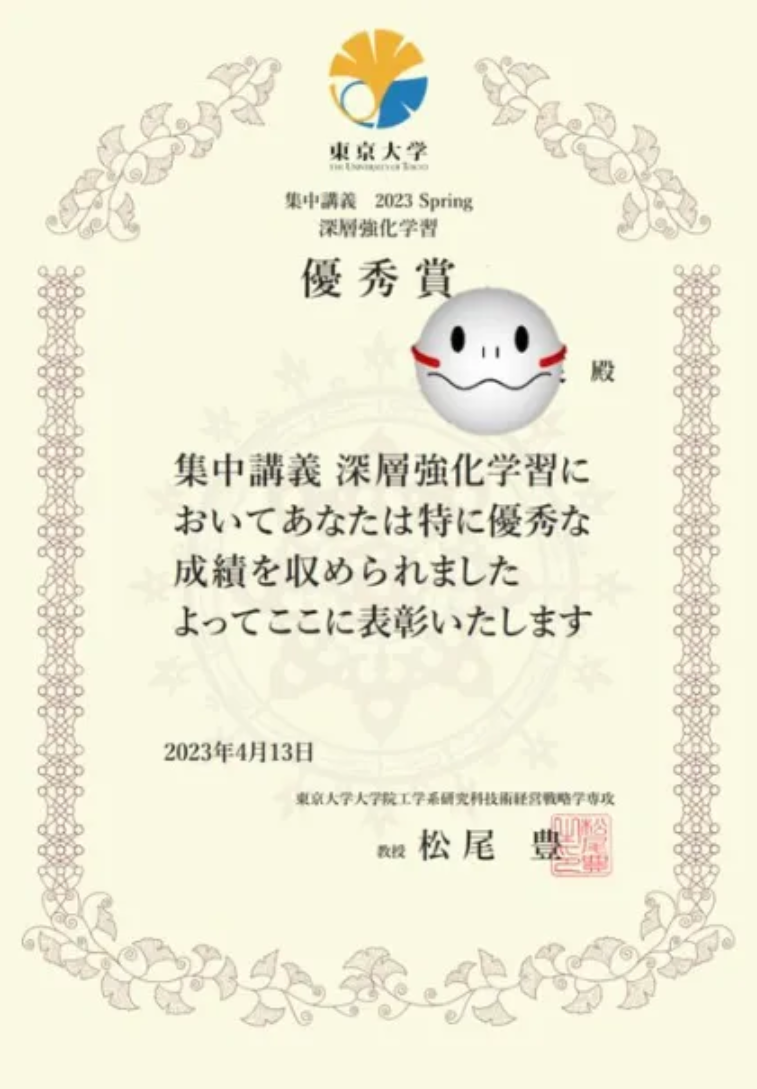 東京大学
THE UNIVERSITY OF TOKYO
集中講義　2023 Spring
深層強化学習
優秀賞
殿
集中講義 深層強化学習に
おいてあなたは特に優秀な
成績を収められました
よってここに表彰いたします
2023年4月13日
東京大学大学院工学系研究科技術経営戦略学専攻
教授 松尾　豊